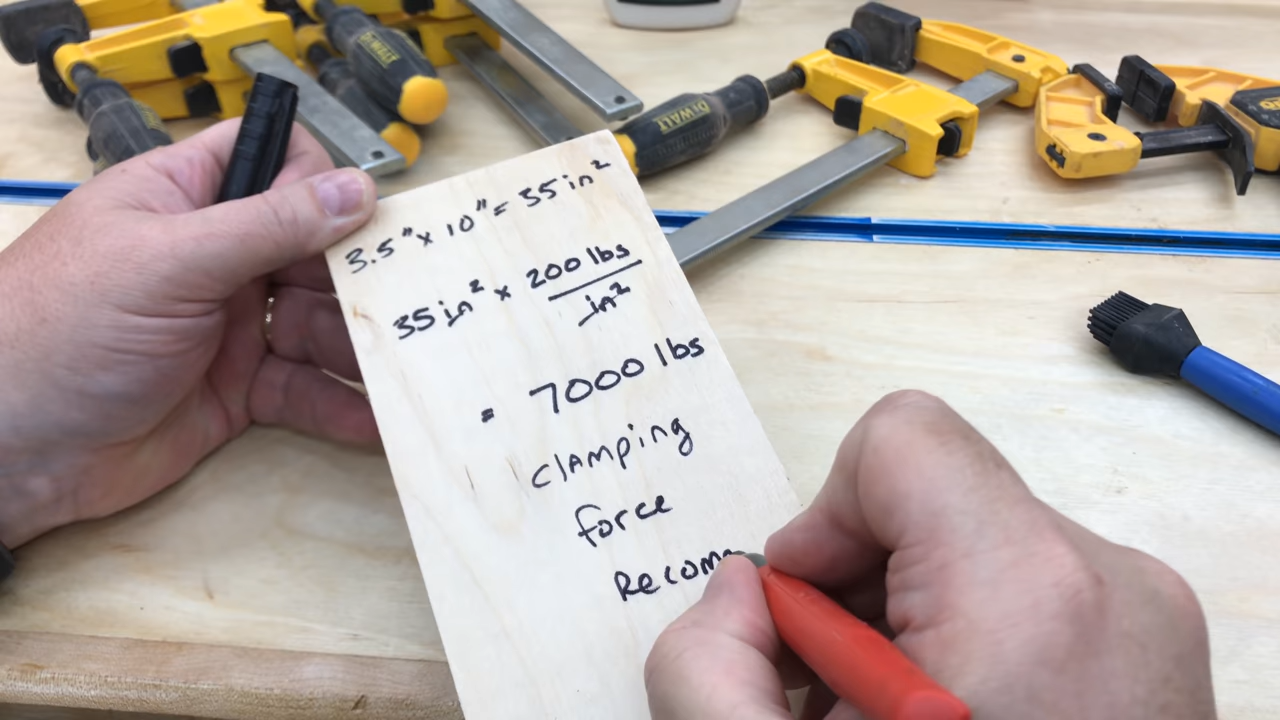 DEWALT
DEWALT
3.5" x 10" = 35 in²
35 in² x 200 lbs
in²
= 7000 lbs
clamping
force
Recom